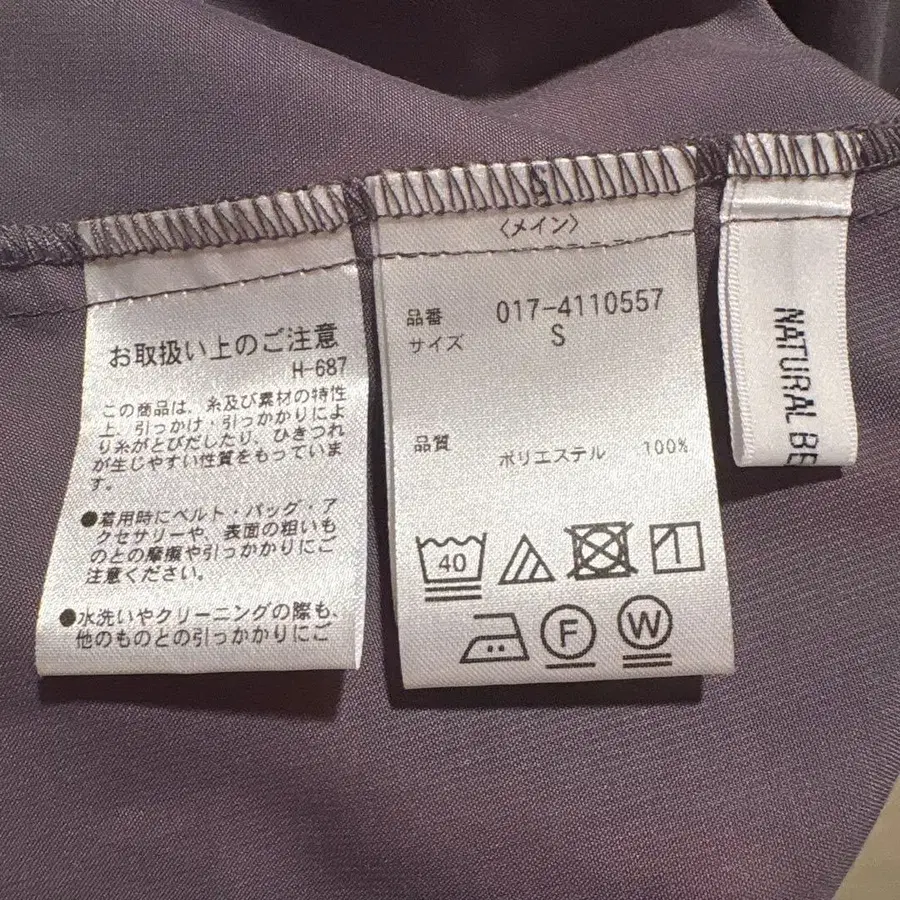 お取扱い上のご注意
H-687
この商品は、糸及び素材の特性
上、引っかけ・引っかかりによ
り糸がとびだしたり、ひきつれ
が生じやすい性質をもっていま
す。
●着用時にベルト・バッグ・ア
クセサリーや、表面の粗いも
のとの摩擦や引っかかりにご
注意ください。
●水洗いやクリーニングの際も、
他のものとの引っかかりにご
S
〈メイン〉
品番 017-4110557
サイズ S
品質 ポリエステル 100%
40
F W
NATURAL BE